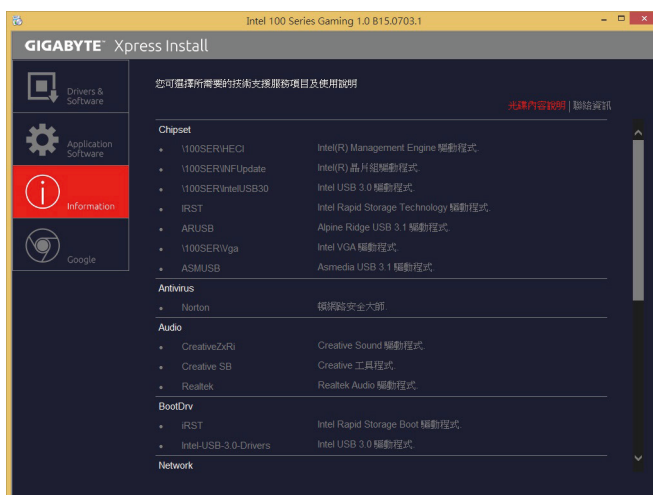 Intel 100 Series Gaming 1.0 B15.0703.1
GIGABYTE™ Xpress Install
Drivers &
Software
Application
Software
Information
Google
您可選擇所需要的技術支援服務項目及使用說明
光碟內容說明 | 聯絡資訊
Chipset
\100SER\HECI Intel(R) Management Engine 驅動程式.
\100SER\INFUpdate Intel(R) 晶片組驅動程式.
\100SER\IntelUSB30 Intel USB 3.0 驅動程式.
IRST Intel Rapid Storage Technology 驅動程式.
ARUSB Alpine Ridge USB 3.1 驅動程式.
\100SER\Vga Intel VGA 驅動程式.
ASMUSB Asmedia USB 3.1 驅動程式.
Antivirus
Norton 網路安全大師.
Audio
CreativeZxRi Creative Sound 驅動程式.
Creative SB Creative 工具程式.
Realtek Realtek Audio 驅動程式.
BootDrv
iRST Intel Rapid Storage Boot 驅動程式.
Intel-USB-3.0-Drivers Intel USB 3.0 驅動程式.
Network